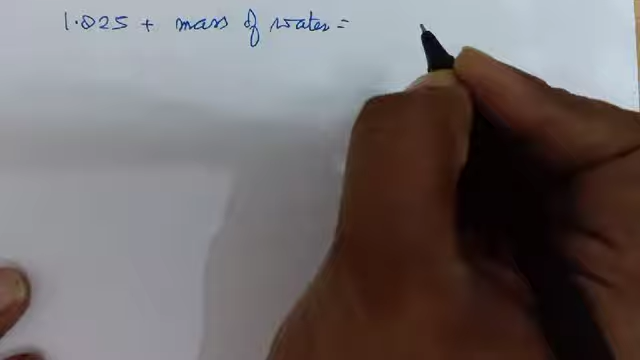 1.025 + mass of water =